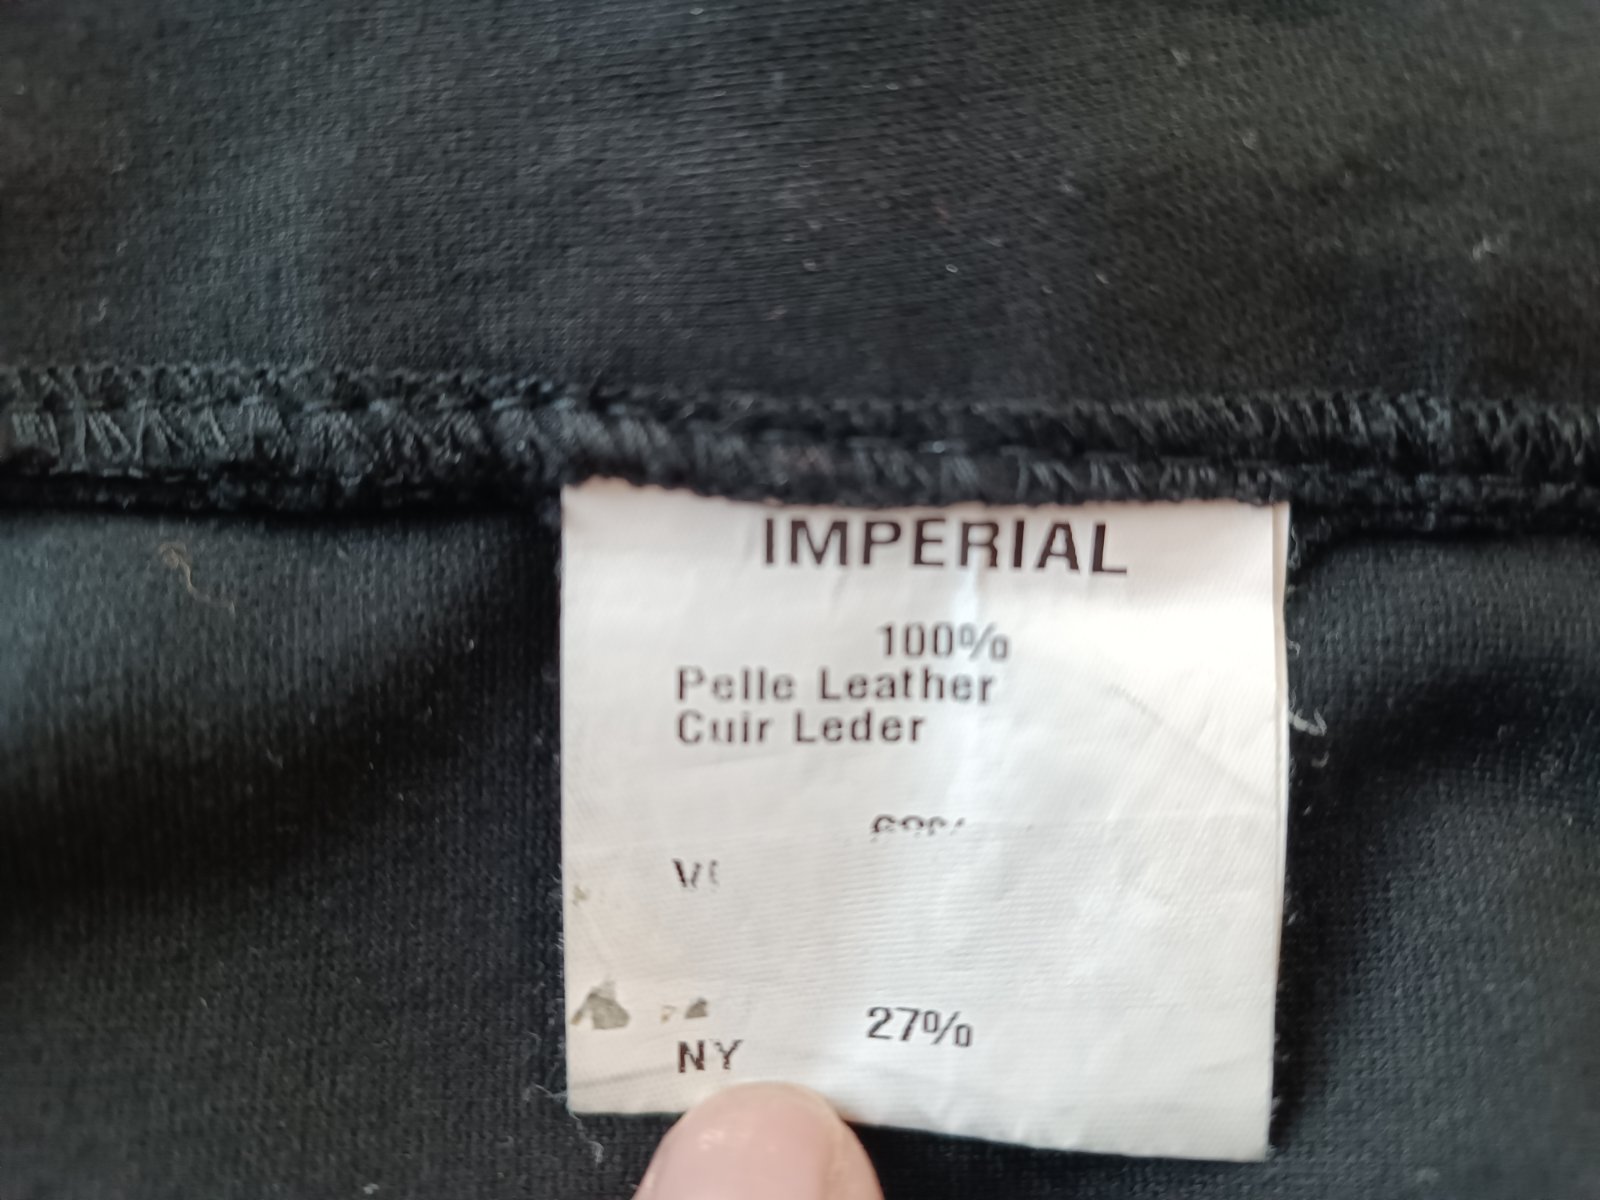 IMPERIAL
100%
Pelle Leather
Cuir Leder
27%
NY